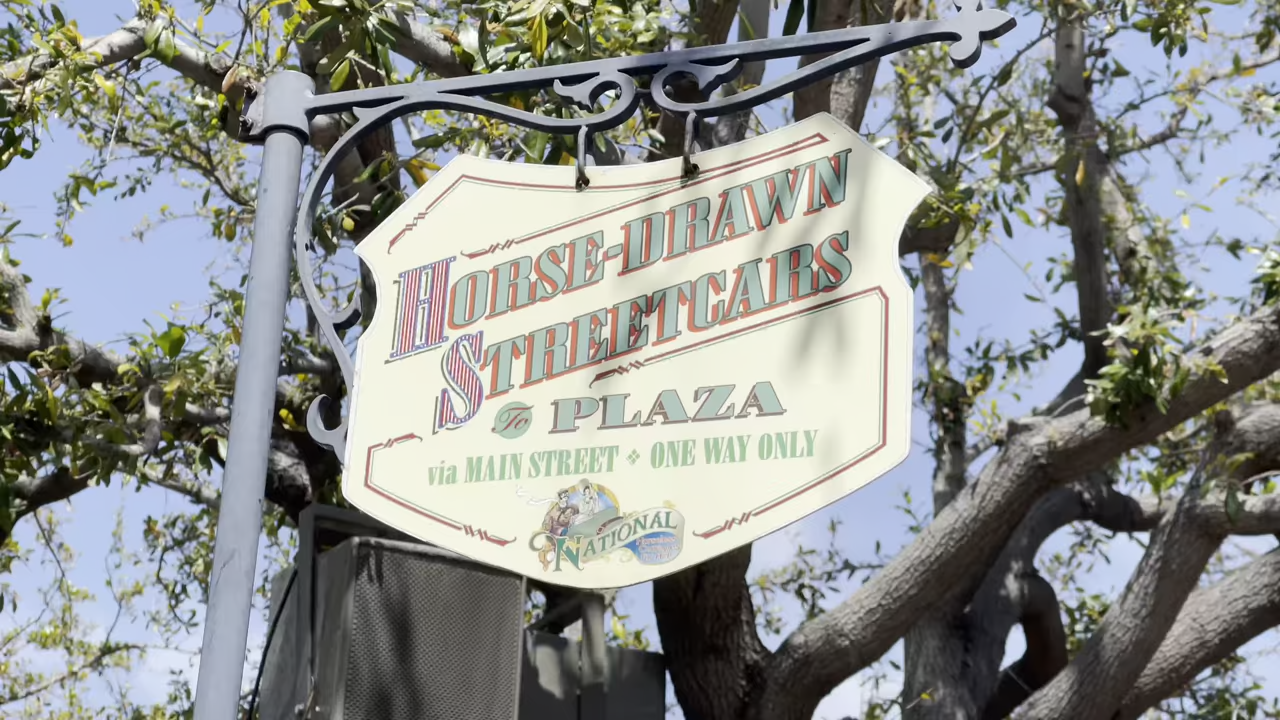 HORSE-DRAWN
STREETCARS
To PLAZA
via MAIN STREET ❖ ONE WAY ONLY
NATIONAL